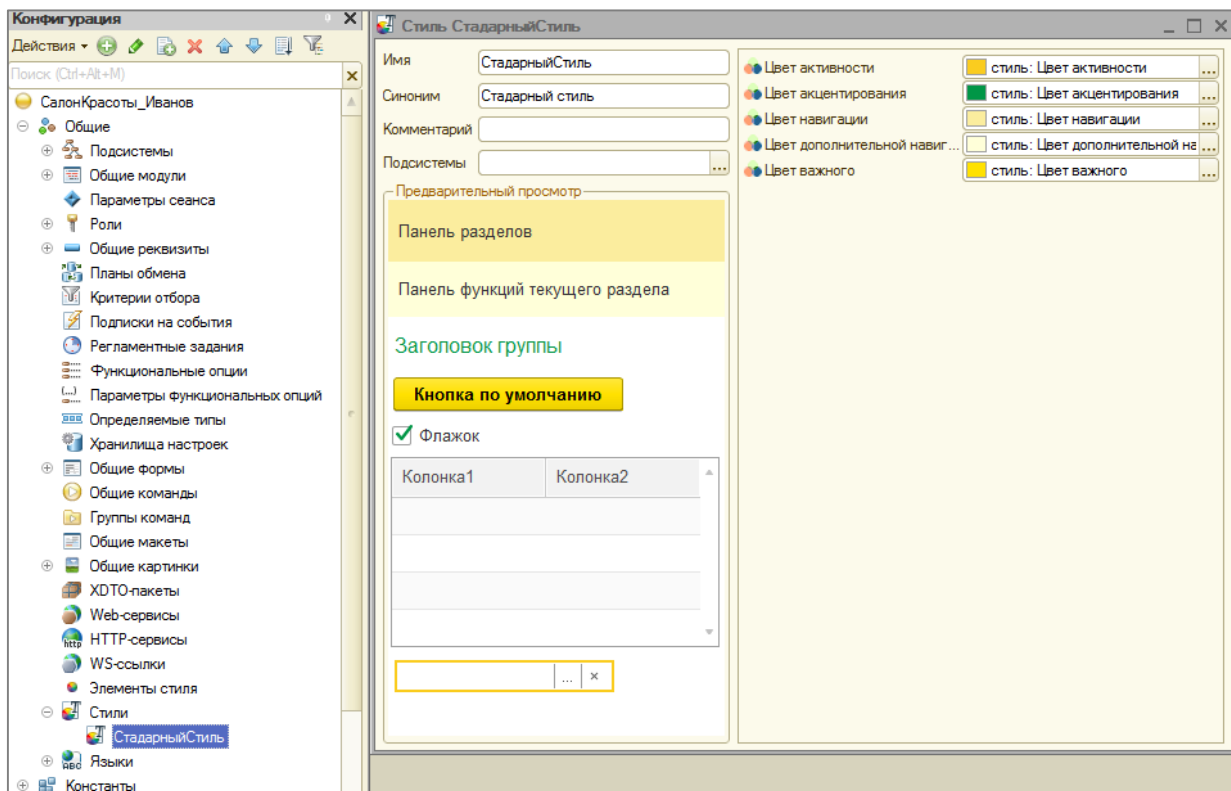 Конфигурация
Действия
Поиск (Ctrl+Alt+M)
СалонКрасоты_Иванов
Общие
Подсистемы
Общие модули
Параметры сеанса
Роли
Общие реквизиты
Планы обмена
Критерии отбора
Подписки на события
Регламентные задания
Функциональные опции
Параметры функциональных опций
Определяемые типы
Хранилища настроек
Общие формы
Общие команды
Группы команд
Общие макеты
Общие картинки
XDTO-пакеты
Web-сервисы
HTTP-сервисы
WS-ссылки
Элементы стиля
Стили
СтадарныйСтиль
Языки
Константы
Стиль СтадарныйСтиль
Имя СтадарныйСтиль
Синоним Стадарный стиль
Комментарий
Подсистемы ...
Предварительный просмотр
Панель разделов
Панель функций текущего раздела
Заголовок группы
Кнопка по умолчанию
Флажок
Колонка1 Колонка2
... ×
Цвет активности стиль: Цвет активности ...
Цвет акцентирования стиль: Цвет акцентирования ...
Цвет навигации стиль: Цвет навигации ...
Цвет дополнительной навиг... стиль: Цвет дополнительной на ...
Цвет важного стиль: Цвет важного ...